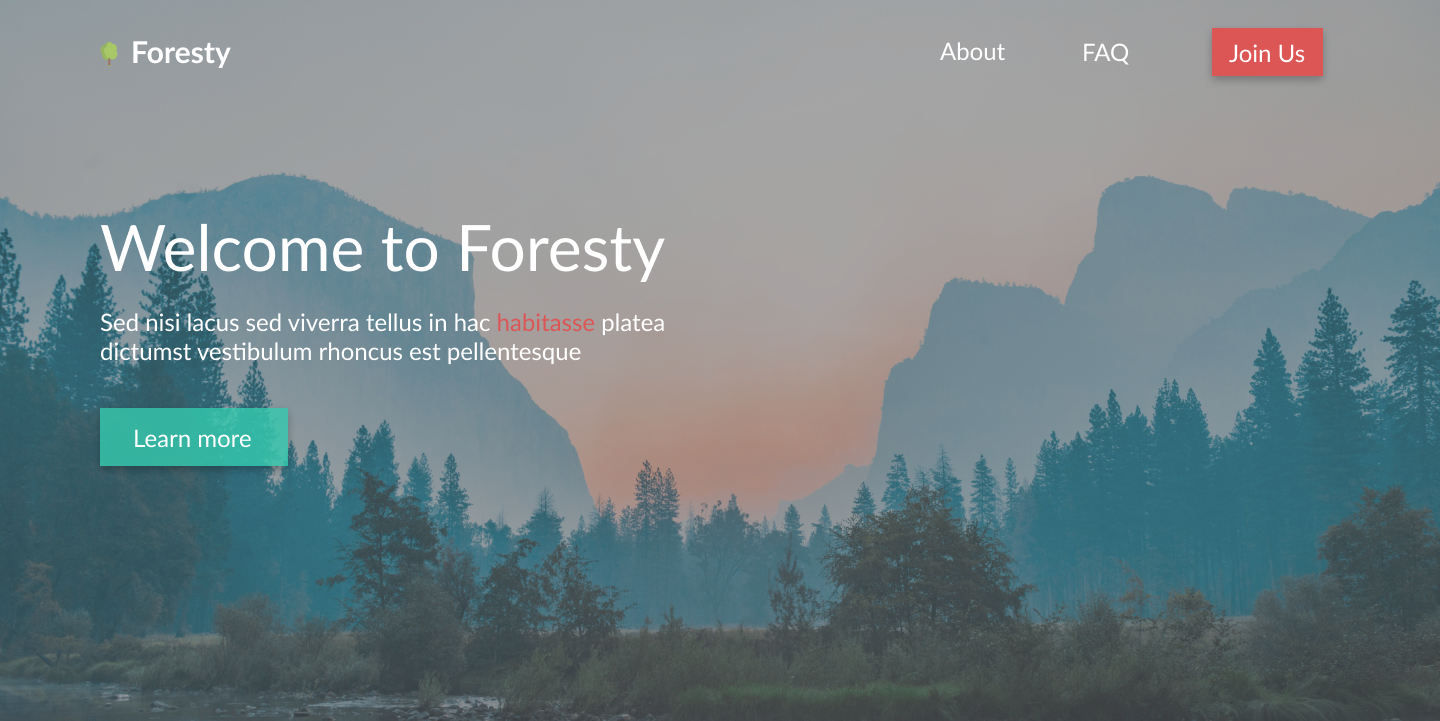 Foresty
About
FAQ
Join Us
Welcome to Foresty
Sed nisi lacus sed viverra tellus in hac habitasse platea
dictumst vestibulum rhoncus est pellentesque
Learn more